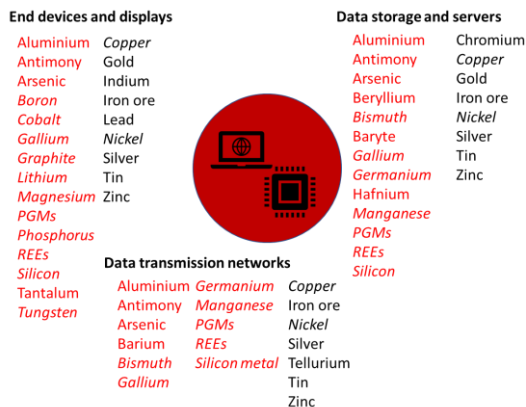 End devices and displays
Aluminium Copper
Antimony Gold
Arsenic Indium
Boron Iron ore
Cobalt Lead
Gallium Nickel
Graphite Silver
Lithium Tin
Magnesium Zinc
PGMs
Phosphorus
REEs
Silicon
Tantalum
Tungsten
Data storage and servers
Aluminium Chromium
Antimony Copper
Arsenic Gold
Beryllium Iron ore
Bismuth Nickel
Baryte Silver
Gallium Tin
Germanium Zinc
Hafnium
Manganese
PGMs
REEs
Silicon
Data transmission networks
Aluminium Germanium Copper
Antimony Manganese Iron ore
Arsenic PGMs Nickel
Barium REEs Silver
Bismuth Silicon metal Tellurium
Gallium Tin
Zinc